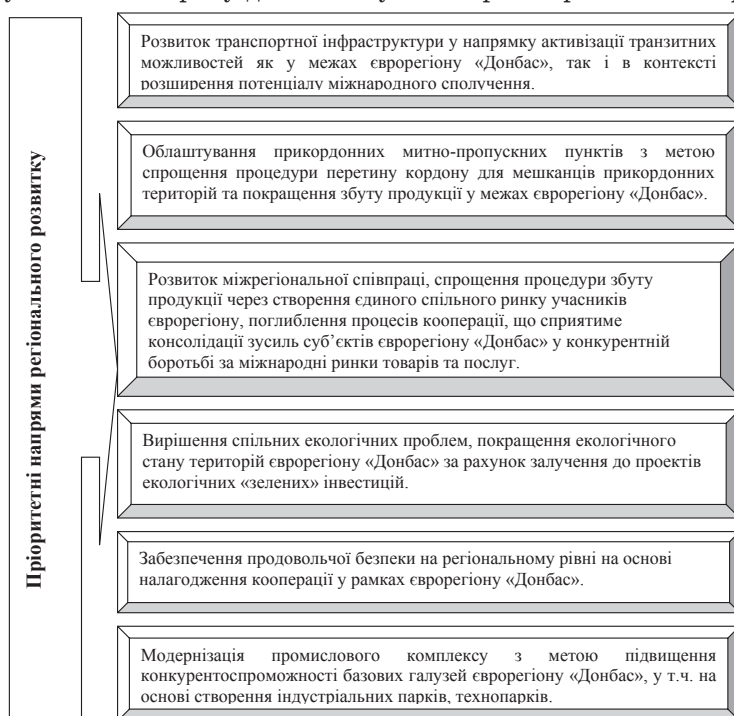 Пріоритетні напрями регіонального розвитку
Розвиток транспортної інфраструктури у напрямку активізації транзитних
можливостей як у межах єврорегіону «Донбас», так і в контексті
розширення потенціалу міжнародного сполучення.
Облаштування прикордонних митно-пропускних пунктів з метою
спрощення процедури перетину кордону для мешканців прикордонних
територій та покращення збуту продукції у межах єврорегіону «Донбас».
Розвиток міжрегіональної співпраці, спрощення процедури збуту
продукції через створення єдиного спільного ринку учасників
єврорегіону, поглиблення процесів кооперації, що сприятиме
консолідації зусиль суб’єктів єврорегіону «Донбас» у конкурентній
боротьбі за міжнародні ринки товарів та послуг.
Вирішення спільних екологічних проблем, покращення екологічного
стану територій єврорегіону «Донбас» за рахунок залучення до проектів
екологічних «зелених» інвестицій.
Забезпечення продовольчої безпеки на регіональному рівні на основі
налагодження кооперації у рамках єврорегіону «Донбас».
Модернізація промислового комплексу з метою підвищення
конкурентоспроможності базових галузей єврорегіону «Донбас», у т.ч. на
основі створення індустріальних парків, технопарків.